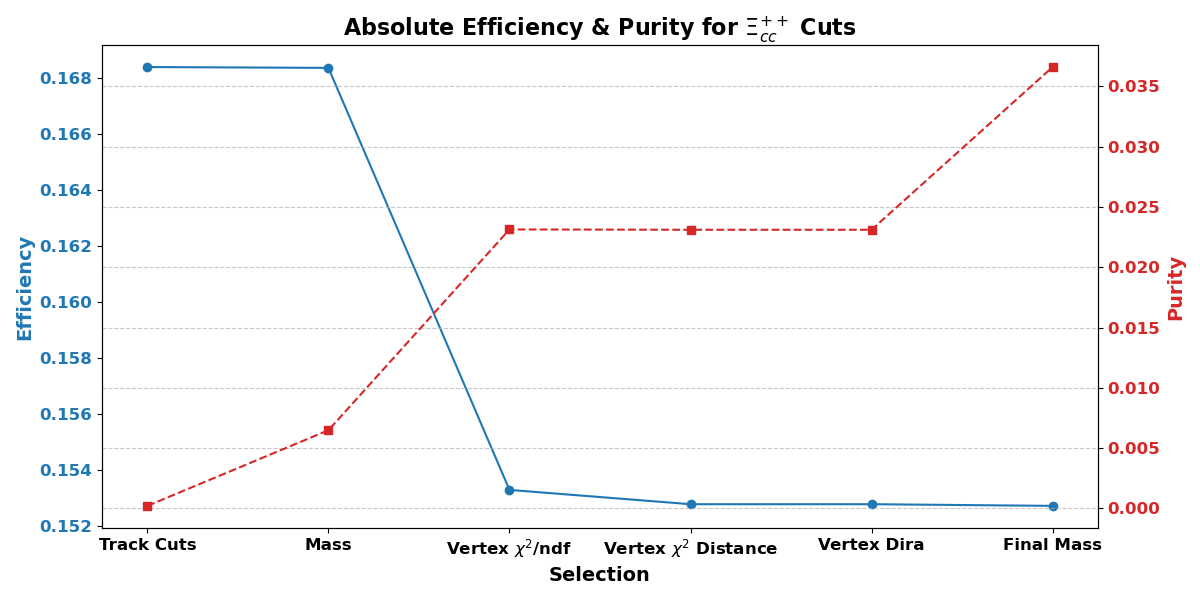 Absolute Efficiency & Purity for Ξ_{cc}^{++} Cuts
Efficiency
0.168
0.166
0.164
0.162
0.160
0.158
0.156
0.154
0.152
0.035
0.030
0.025
0.020
0.015
0.010
0.005
0.000
Purity
Track Cuts
Mass
Vertex χ²/ndf
Vertex χ² Distance
Vertex Dira
Final Mass
Selection